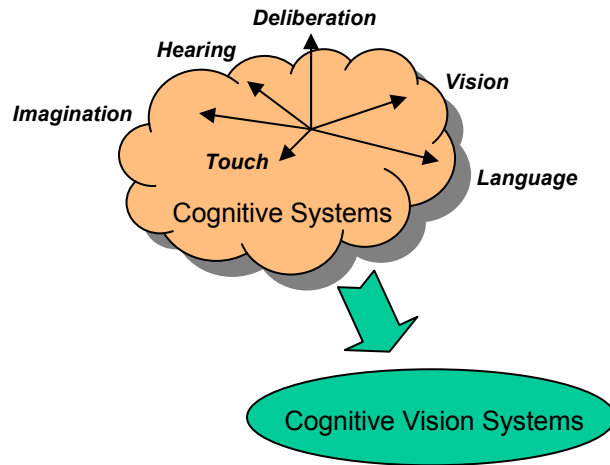 Deliberation
Hearing
Vision
Imagination
Touch
Language
Cognitive Systems
Cognitive Vision Systems